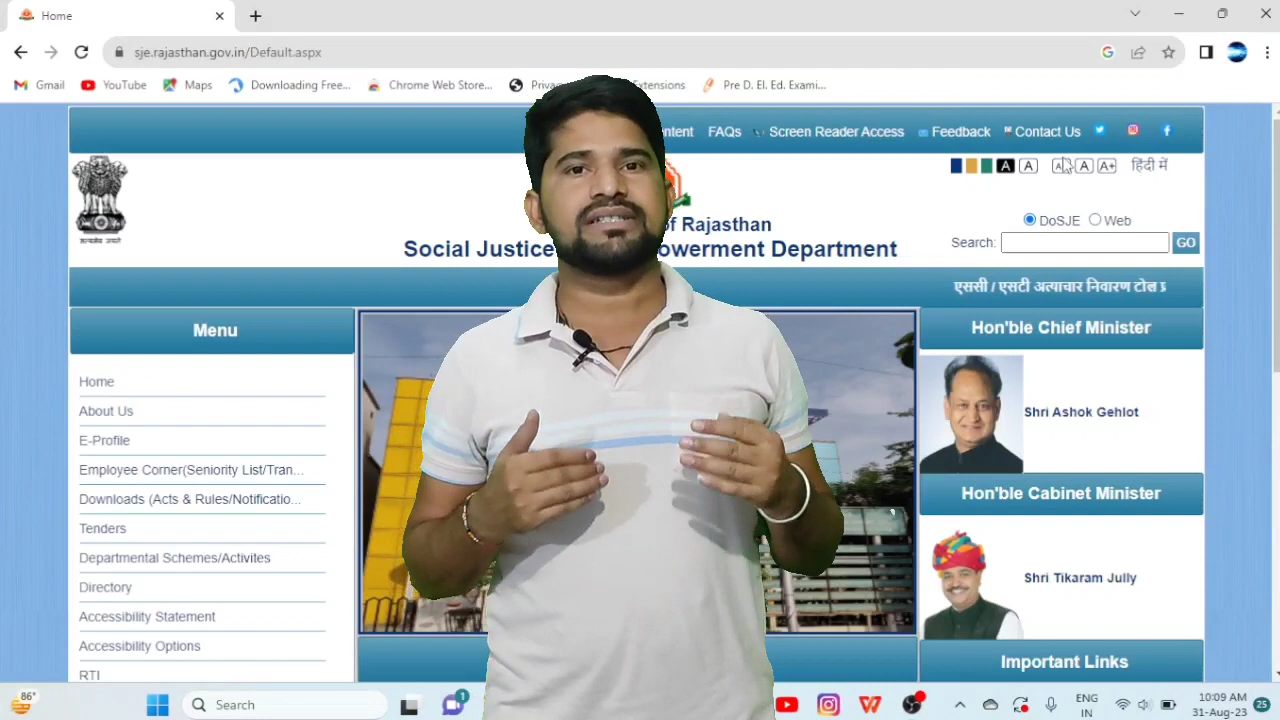 Home
sje.rajasthan.gov.in/Default.aspx
Gmail YouTube Maps Downloading Free... Chrome Web Store... Extensions Pre D. El. Ed. Exami...
FAQs Screen Reader Access Feedback Contact Us
A A A A+ हिंदी में
सत्यमेव जयते
of Rajasthan
DoSJE Web
Social Justice Department
Search: GO
एससी / एसटी अत्याचार निवारण टोल
Menu
Hon'ble Chief Minister
Home
About Us
Shri Ashok Gehlot
E-Profile
Employee Corner(Seniority List/Tran...
Downloads (Acts & Rules/Notificatio...
Hon'ble Cabinet Minister
Tenders
Departmental Schemes/Activites
Shri Tikaram Jully
Directory
Accessibility Statement
Accessibility Options
Important Links
RTI
86°
Search
1
ENG
IN
10:09 AM
31-Aug-23
25